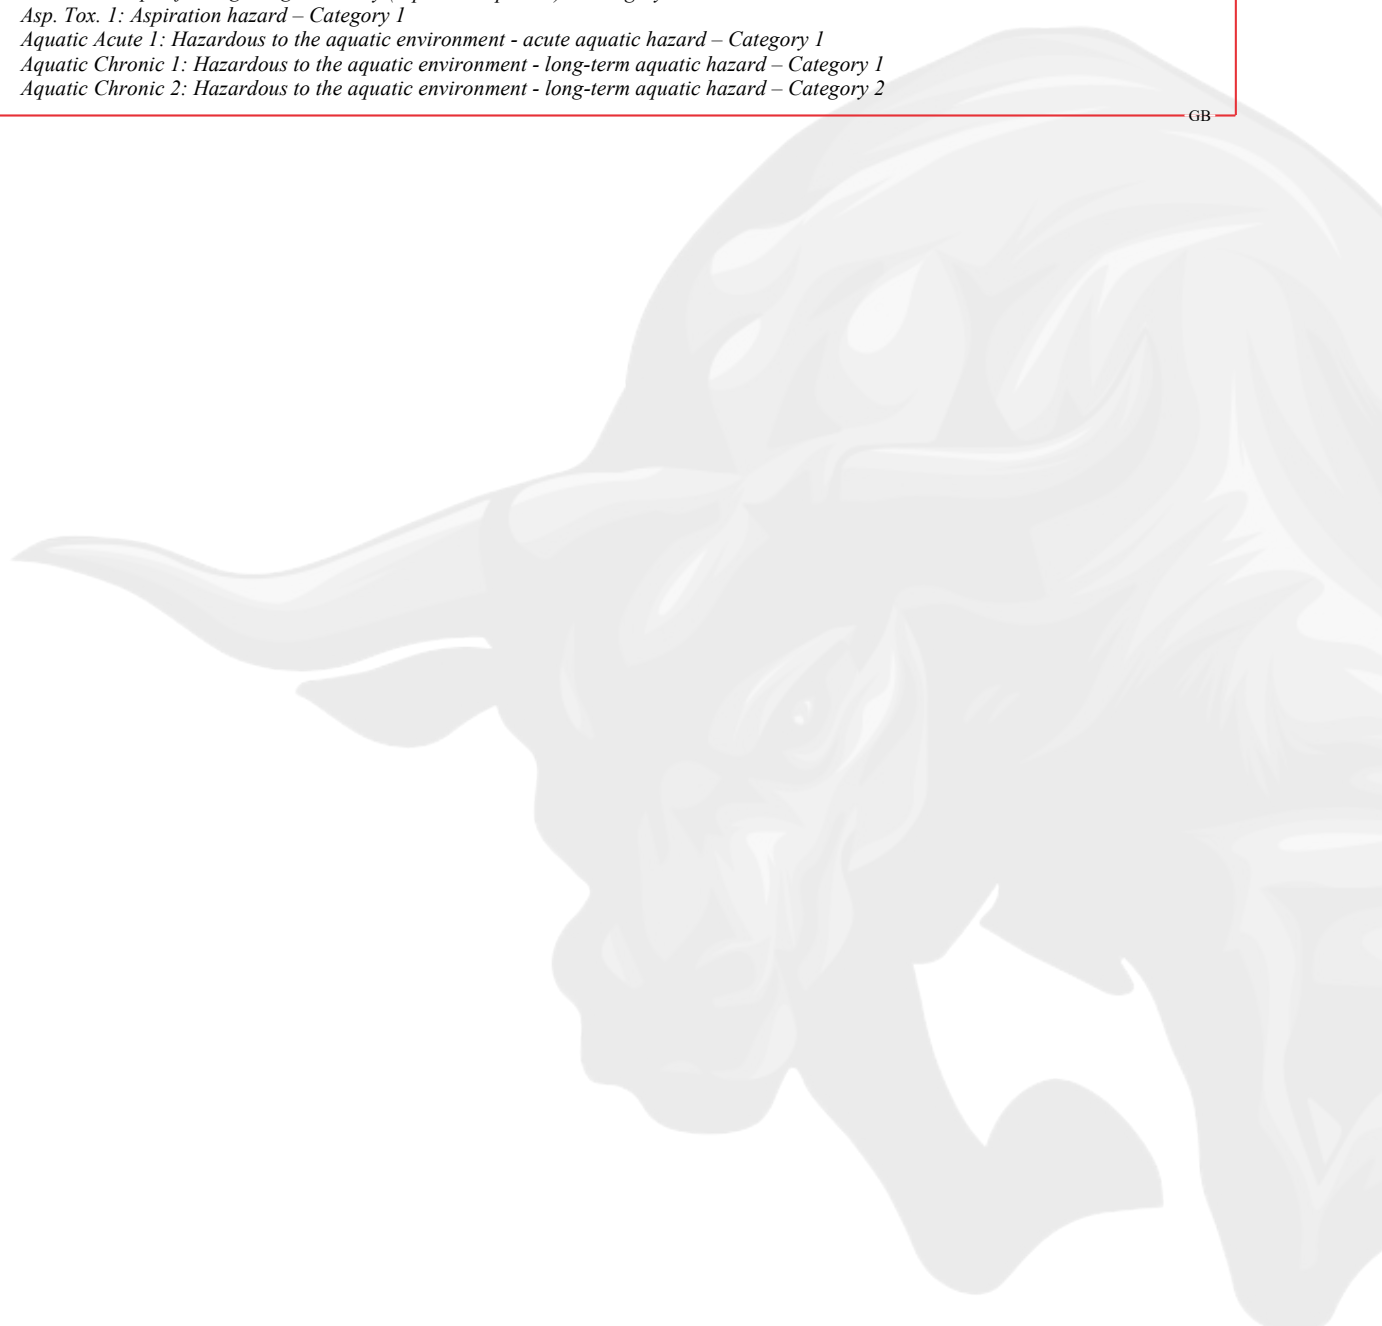 Asp. Tox. 1: Aspiration hazard – Category 1
Aquatic Acute 1: Hazardous to the aquatic environment - acute aquatic hazard – Category 1
Aquatic Chronic 1: Hazardous to the aquatic environment - long-term aquatic hazard – Category 1
Aquatic Chronic 2: Hazardous to the aquatic environment - long-term aquatic hazard – Category 2
GB